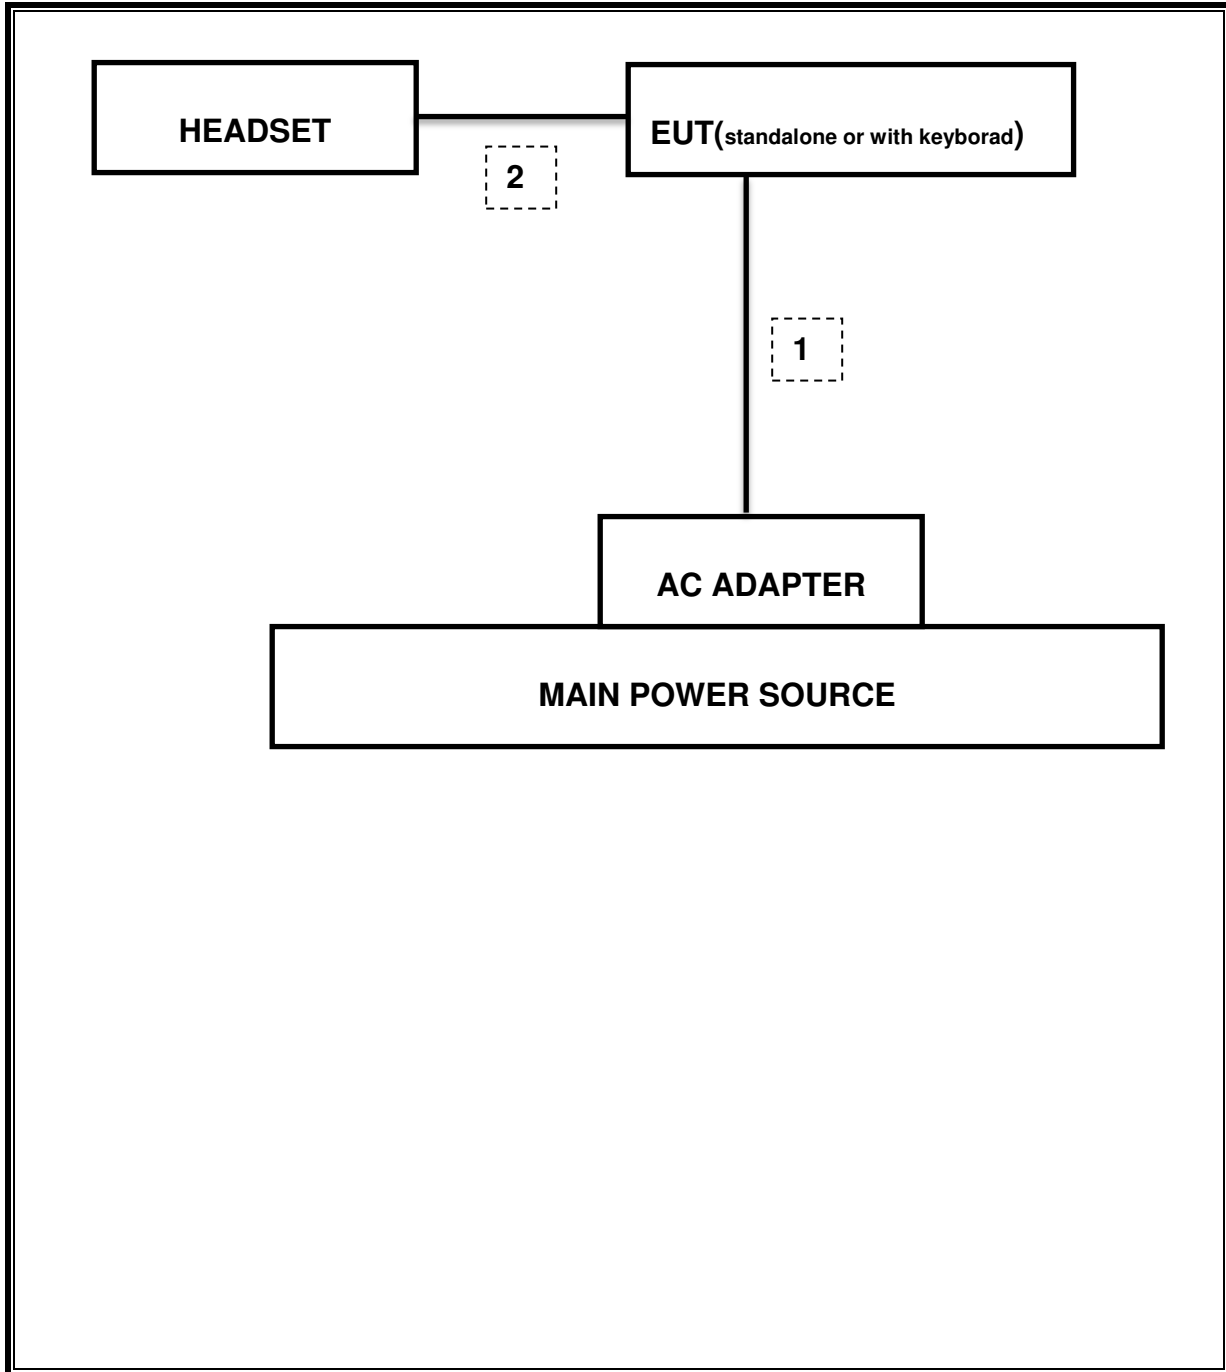 HEADSET
EUT(standalone or with keyborad)
2
1
AC ADAPTER
MAIN POWER SOURCE